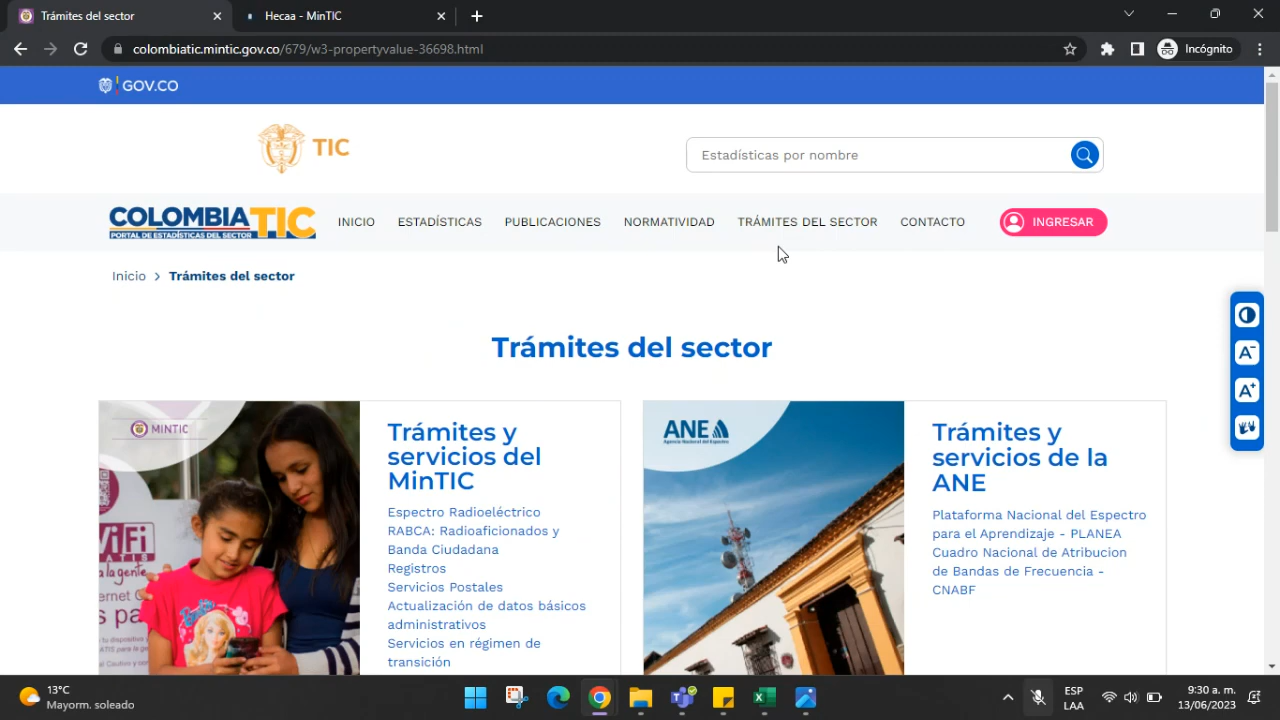 Trámites del sector
Hecaa - MinTIC
colombiatic.mintic.gov.co/679/w3-propertyvalue-36698.html
Incógnito
GOV.CO
TIC
Estadísticas por nombre
COLOMBIATIC
PORTAL DE ESTADÍSTICAS DEL SECTOR
INICIO
ESTADÍSTICAS
PUBLICACIONES
NORMATIVIDAD
TRÁMITES DEL SECTOR
CONTACTO
INGRESAR
Inicio > Trámites del sector
A-
A+
Trámites del sector
MINTIC
Trámites y
servicios del
MinTIC
Espectro Radioeléctrico
RABCA: Radioaficionados y
Banda Ciudadana
Registros
Servicios Postales
Actualización de datos básicos
administrativos
Servicios en régimen de
transición
ANE
Agencia Nacional del Espectro
Trámites y
servicios de la
ANE
Plataforma Nacional del Espectro
para el Aprendizaje - PLANEA
Cuadro Nacional de Atribucion
de Bandas de Frecuencia -
CNABF
13°C
Mayorm. soleado
ESP
LAA
9:30 a. m.
13/06/2023